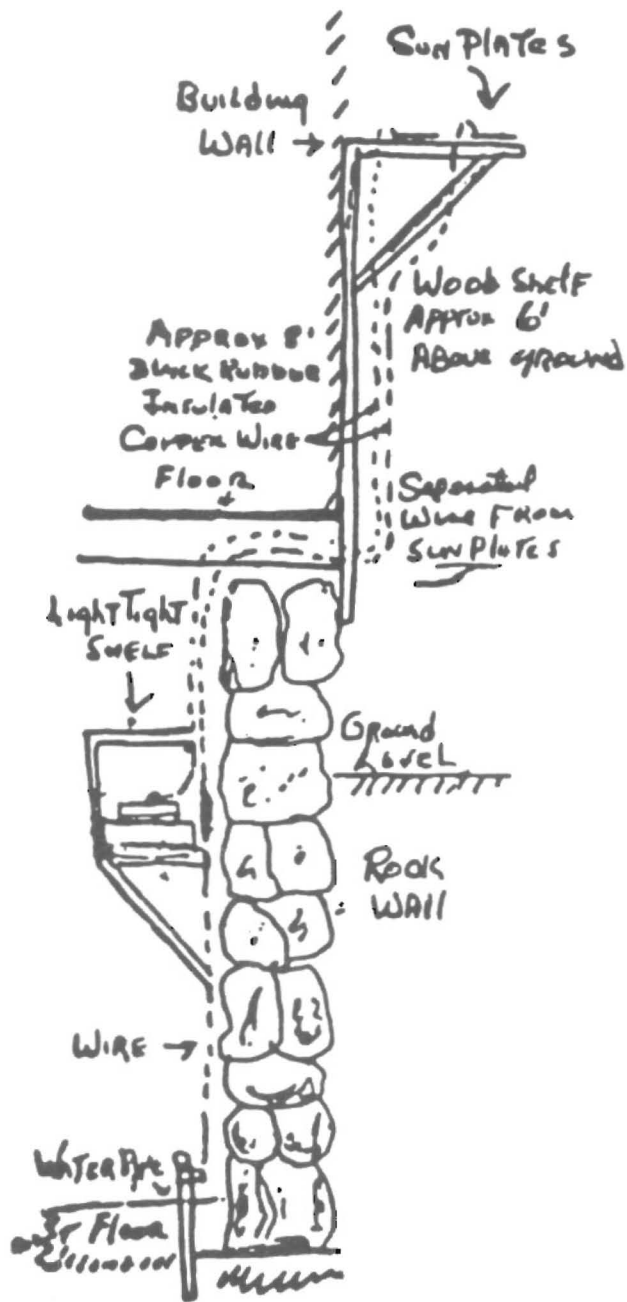 Sun Plates
Building
Wall
Wood Shelf
Approx 6'
Above ground
Approx 8'
Black Rubber
Insulated
Copper Wire
Floor
Separated
Wire From
Sun Plates
Light Tight
Shelf
Ground
Level
Rock
Wall
Wire
Water Pipe
Floor